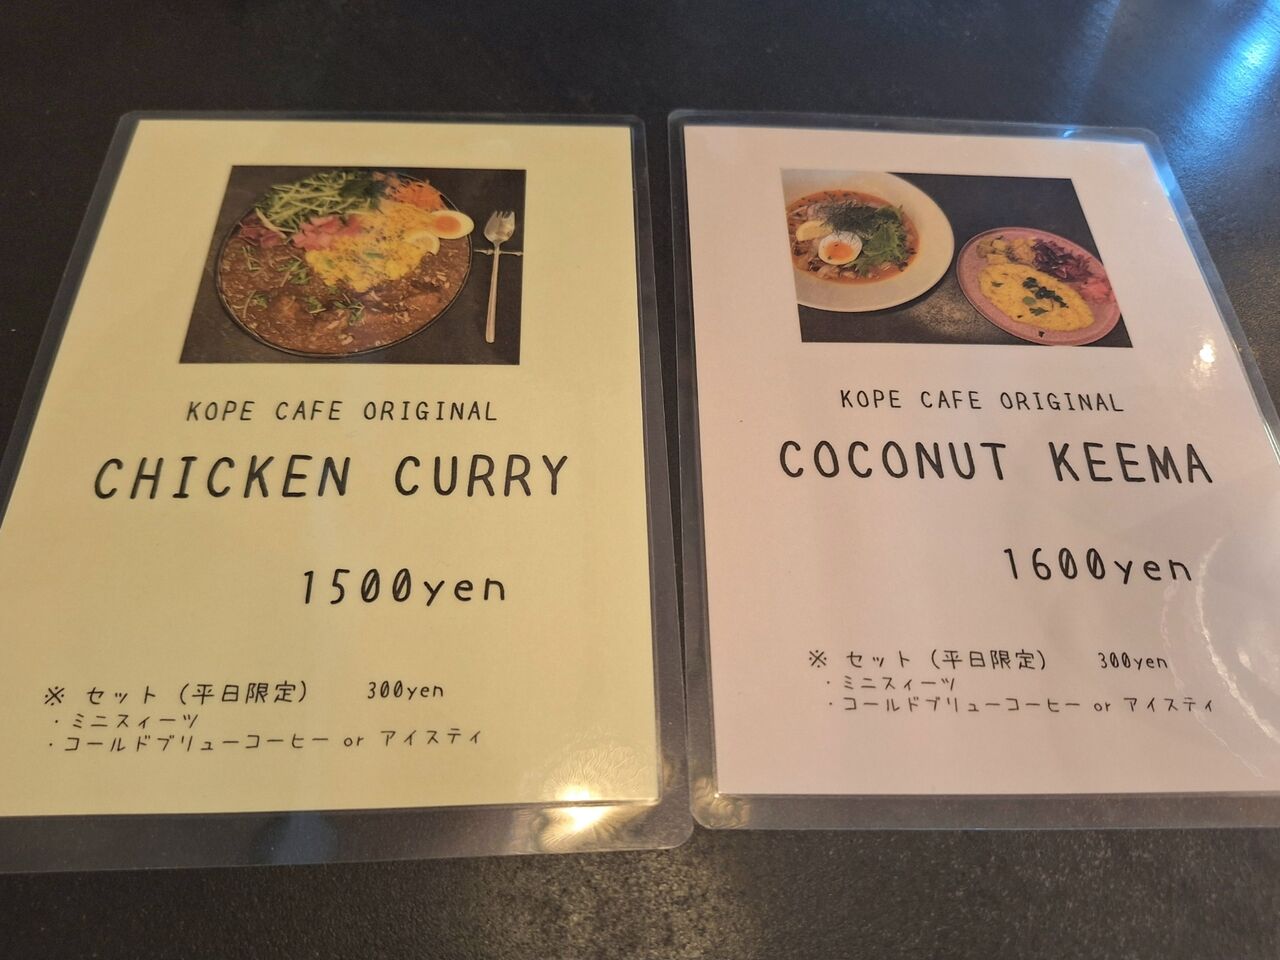 KOPE CAFE ORIGINAL
CHICKEN CURRY
1500yen
※ セット (平日限定) 300yen
・ミニスィーツ
・コールドブリューコーヒー or アイスティ
KOPE CAFE ORIGINAL
COCONUT KEEMA
1600yen
※ セット (平日限定) 300yen
・ミニスィーツ
・コールドブリューコーヒー or アイスティ